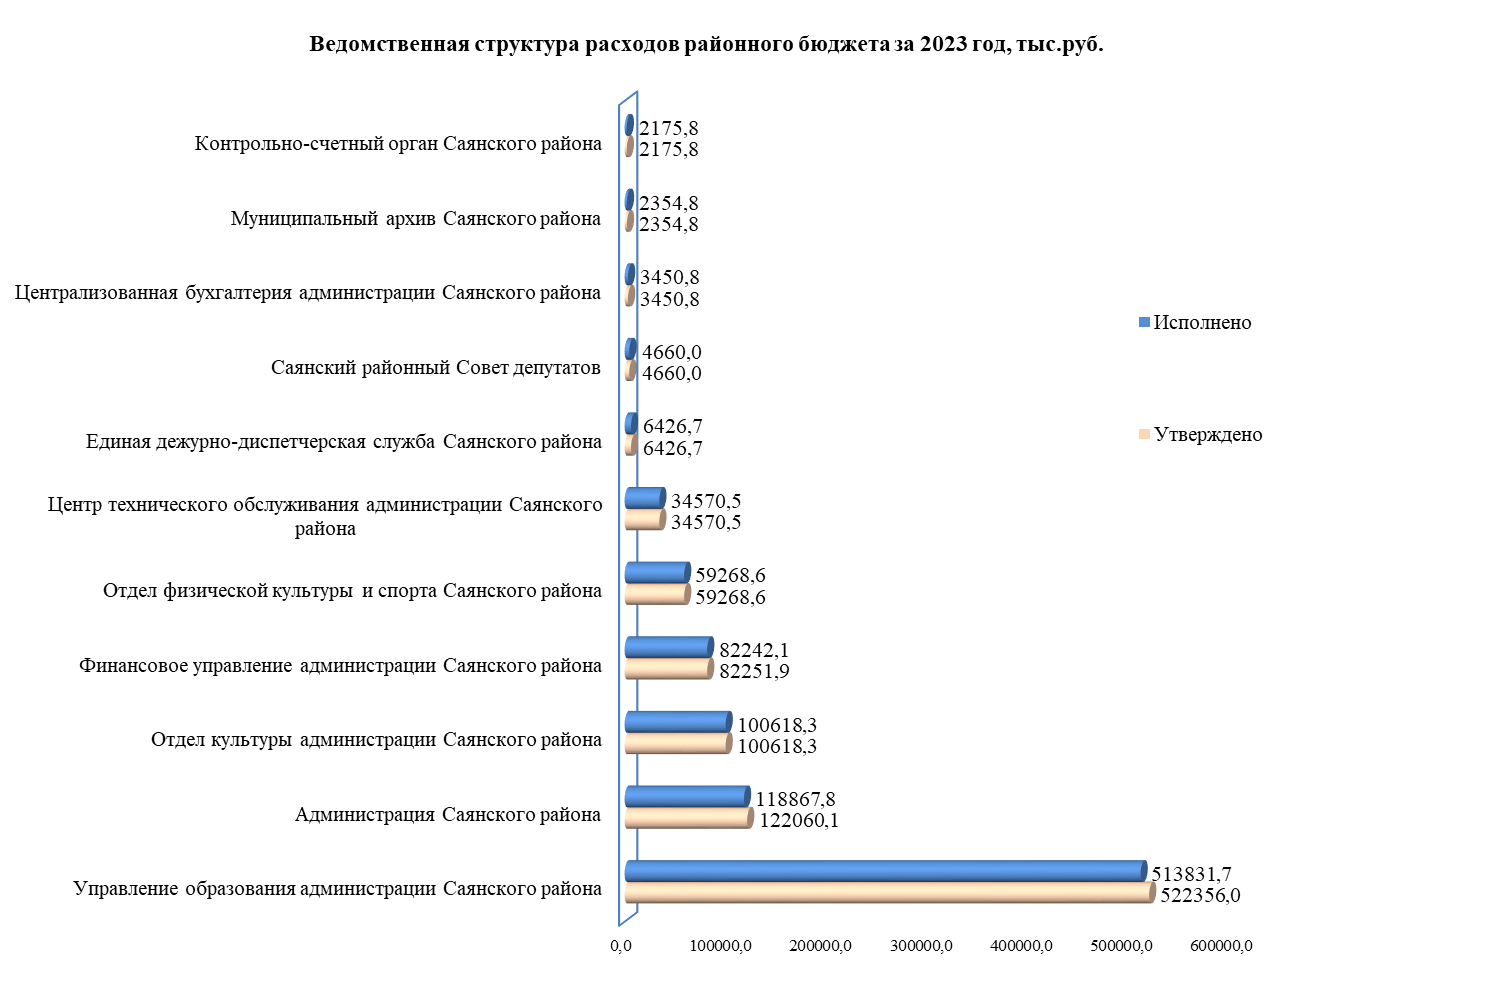 Ведомственная структура расходов районного бюджета за 2023 год, тыс.руб.
Контрольно-счетный орган Саянского района
2175,8
2175,8
Муниципальный архив Саянского района
2354,8
2354,8
Централизованная бухгалтерия администрации Саянского района
3450,8
3450,8
Исполнено
Саянский районный Совет депутатов
4660,0
4660,0
Единая дежурно-диспетчерская служба Саянского района
6426,7
6426,7
Утверждено
Центр технического обслуживания администрации Саянского
района
34570,5
34570,5
Отдел физической культуры и спорта Саянского района
59268,6
59268,6
Финансовое управление администрации Саянского района
82242,1
82251,9
Отдел культуры администрации Саянского района
100618,3
100618,3
Администрация Саянского района
118867,8
122060,1
Управление образования администрации Саянского района
513831,7
522356,0
0,0 100000,0 200000,0 300000,0 400000,0 500000,0 600000,0